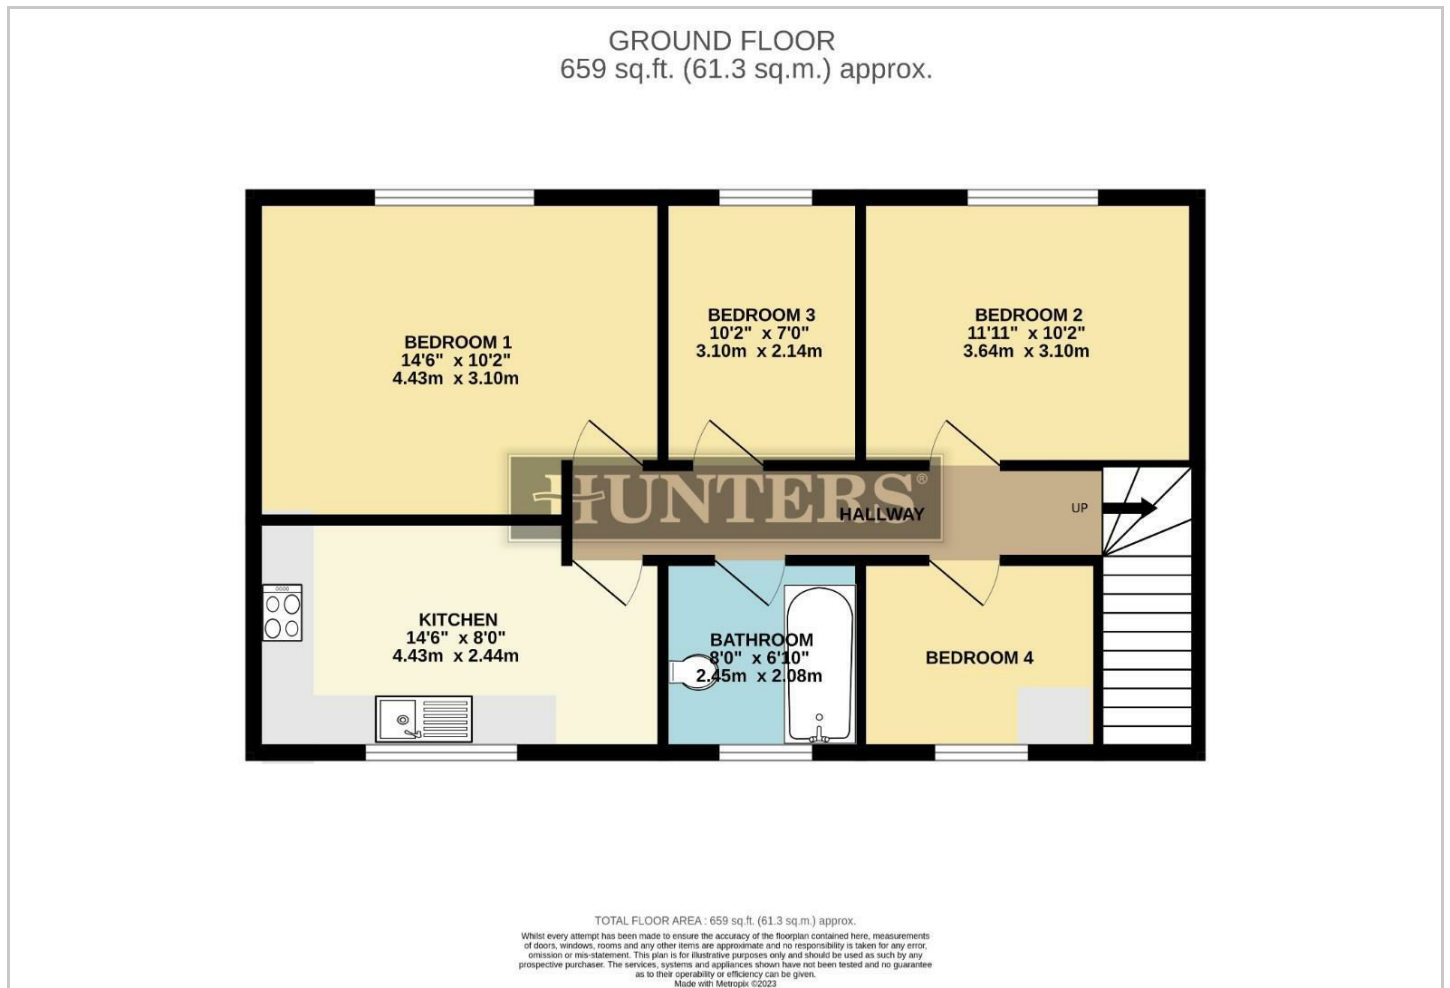 GROUND FLOOR
659 sq.ft. (61.3 sq.m.) approx.
BEDROOM 1
14'6" x 10'2"
4.43m x 3.10m
BEDROOM 3
10'2" x 7'0"
3.10m x 2.14m
BEDROOM 2
11'11" x 10'2"
3.64m x 3.10m
HUNTERS®
HALLWAY
UP
KITCHEN
14'6" x 8'0"
4.43m x 2.44m
BATHROOM
8'0" x 6'10"
2.45m x 2.08m
BEDROOM 4
TOTAL FLOOR AREA : 659 sq.ft. (61.3 sq.m.) approx.
Whilst every attempt has been made to ensure the accuracy of the floorplan contained here, measurements
of doors, windows, rooms and any other items are approximate and no responsibility is taken for any error,
omission or mis-statement. This plan is for illustrative purposes only and should be used as such by any
prospective purchaser. The services, systems and appliances shown have not been tested and no guarantee
as to their operability or efficiency can be given.
Made with Metropix ©2023